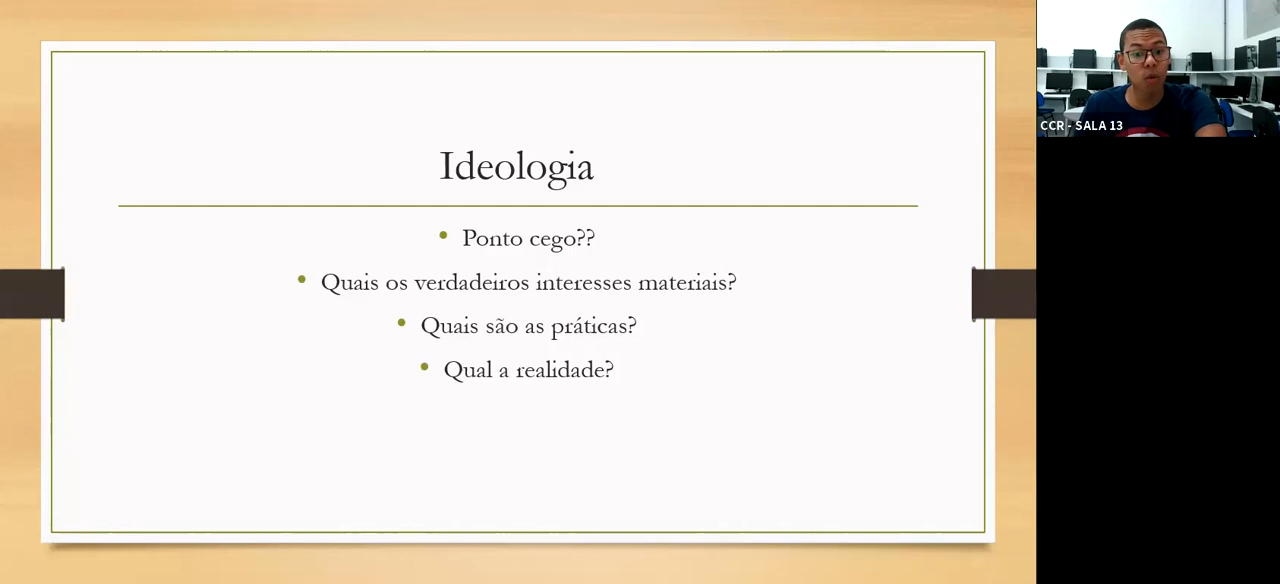 Ideologia
• Ponto cego??
• Quais os verdadeiros interesses materiais?
• Quais são as práticas?
• Qual a realidade?
CCR - SALA 13